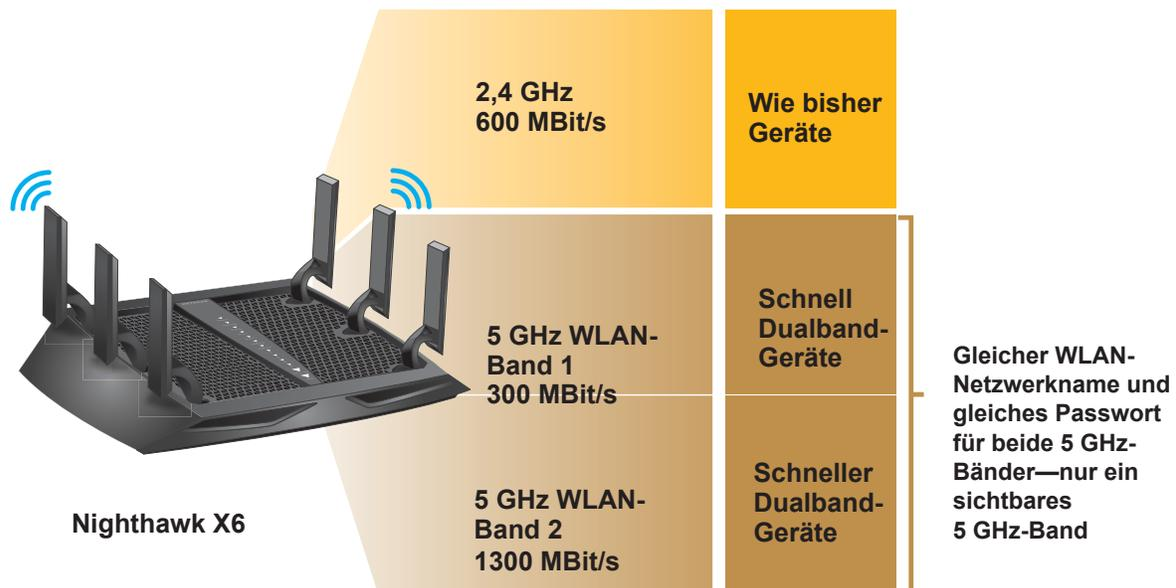 2,4 GHz
600 MBit/s
Wie bisher
Geräte
5 GHz WLAN-
Band 1
300 MBit/s
Schnell
Dualband-
Geräte
5 GHz WLAN-
Band 2
1300 MBit/s
Schneller
Dualband-
Geräte
Gleicher WLAN-
Netzwerkname und
gleiches Passwort
für beide 5 GHz-
Bänder—nur ein
sichtbares
5 GHz-Band
Nighthawk X6